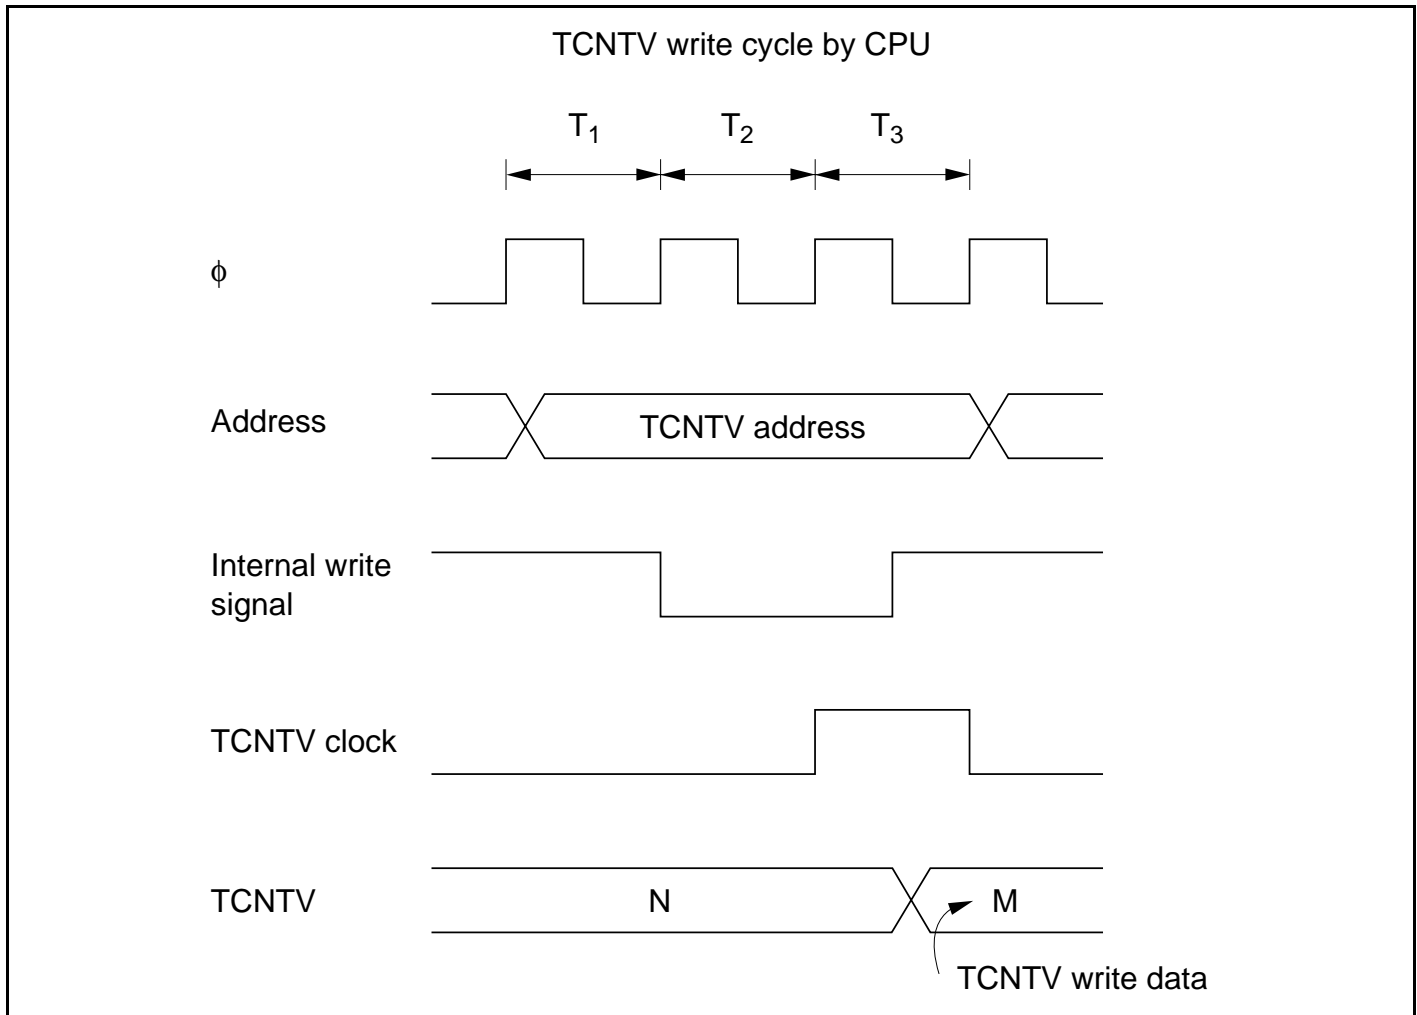 TCNTV write cycle by CPU
T1 T2 T3
ϕ
Address
TCNTV address
Internal write
signal
TCNTV clock
TCNTV
N
M
TCNTV write data